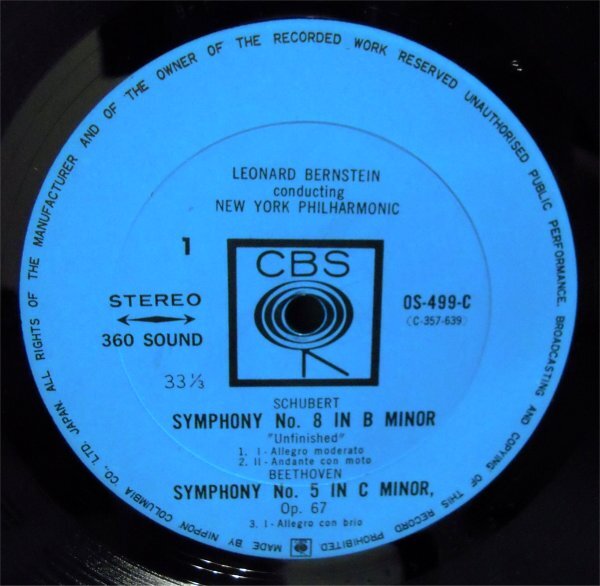 ALL RIGHTS OF THE MANUFACTURER AND OF THE OWNER OF THE RECORDED WORK RESERVED UNAUTHORISED PUBLIC PERFORMANCE, BROADCASTING AND COPYING OF THIS RECORD PROHIBITED. MADE BY NIPPON COLUMBIA CO., LTD. JAPAN.
LEONARD BERNSTEIN
conducting
NEW YORK PHILHARMONIC
1
CBS
STEREO
360 SOUND
OS-499-C
(C-357-639)
33 1/3
SCHUBERT
SYMPHONY No. 8 IN B MINOR
"Unfinished"
1. I - Allegro moderato
2. II - Andante con moto
BEETHOVEN
SYMPHONY No. 5 IN C MINOR,
Op. 67
3. I - Allegro con brio